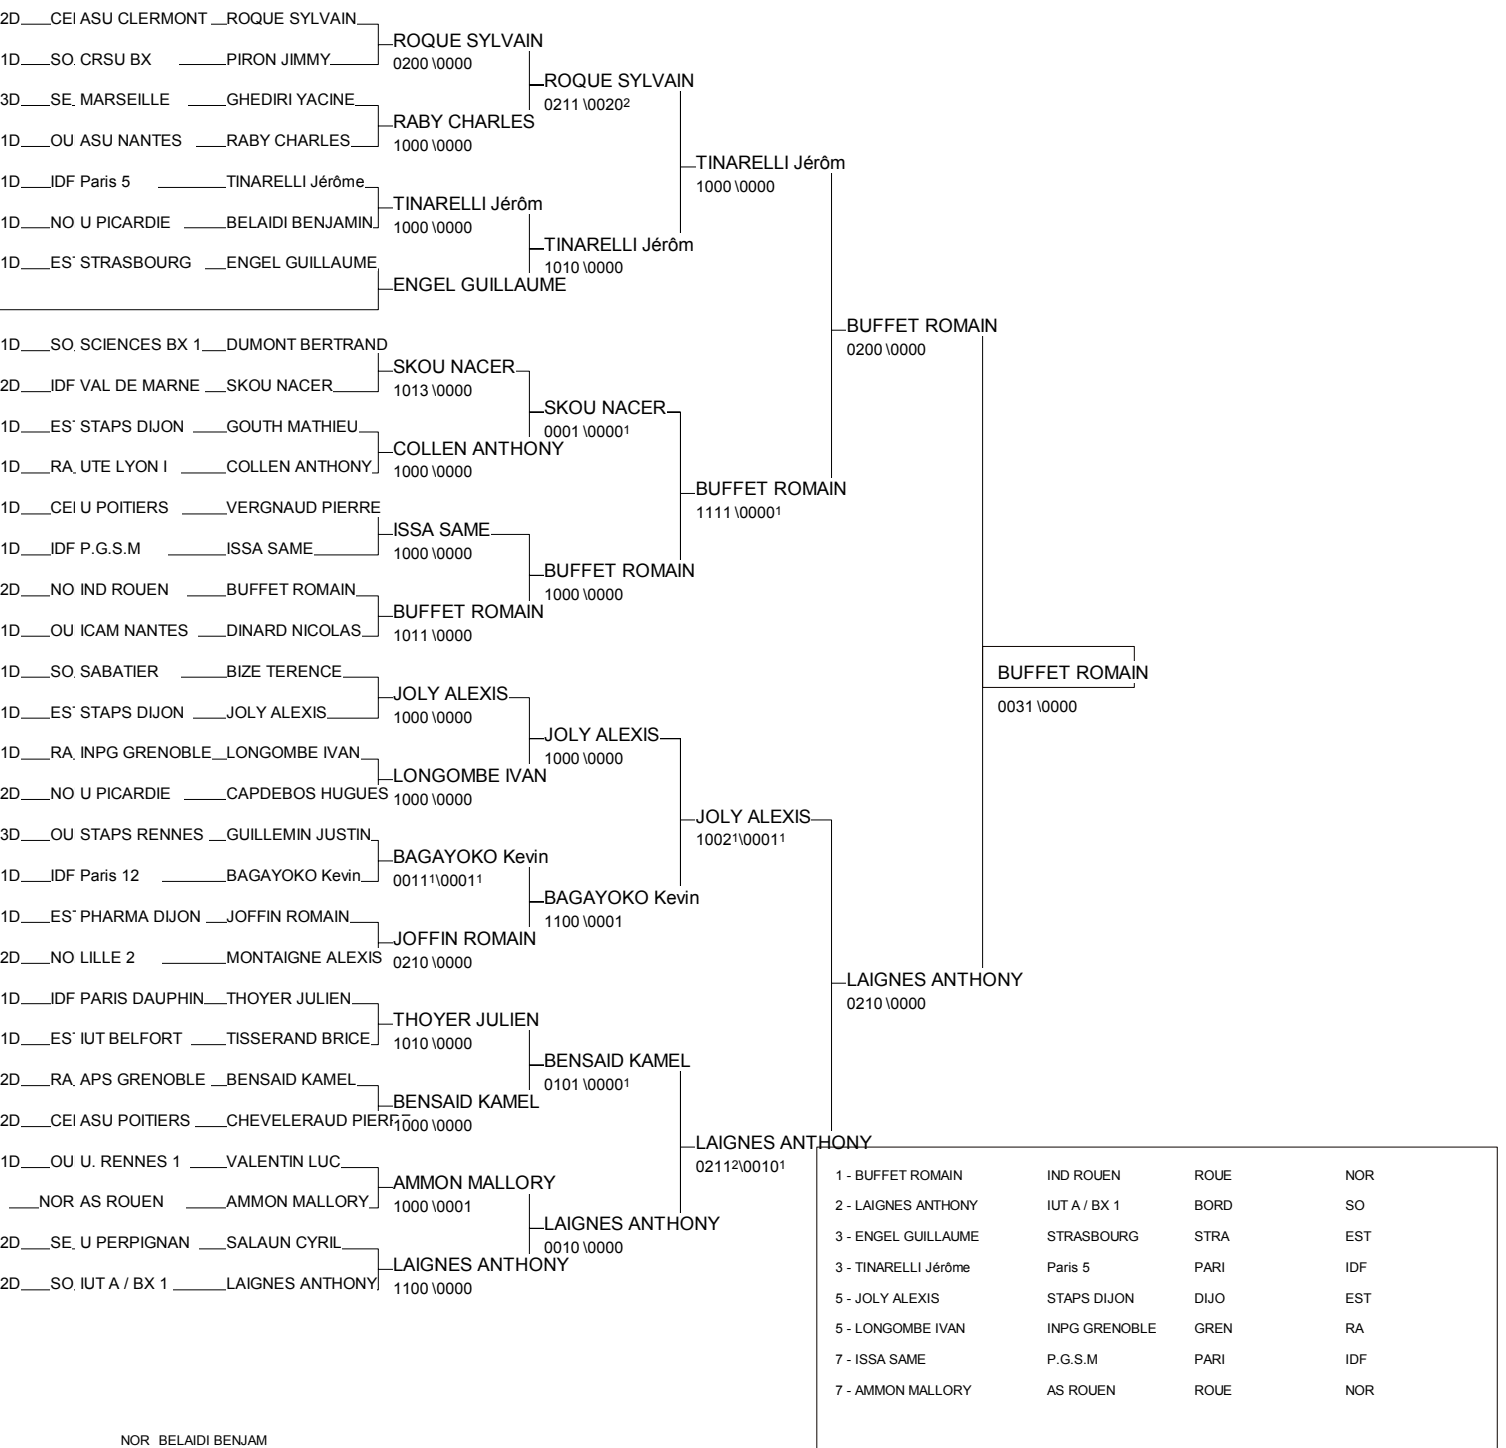 2D CEI ASU CLERMONT ROQUE SYLVAIN
ROQUE SYLVAIN
1D SO CRSU BX PIRON JIMMY
0200 \0000
ROQUE SYLVAIN
0211 \0020²
3D SE MARSEILLE GHEDIRI YACINE
RABY CHARLES
1D OU ASU NANTES RABY CHARLES
1000 \0000
TINARELLI Jérôm
1000 \0000
1D IDF Paris 5 TINARELLI Jérôme
TINARELLI Jérôm
1D NO U PICARDIE BELAIDI BENJAMIN
1000 \0000
TINARELLI Jérôm
1010 \0000
1D ES STRASBOURG ENGEL GUILLAUME
ENGEL GUILLAUME
BUFFET ROMAIN
0200 \0000
1D SO SCIENCES BX 1 DUMONT BERTRAND
SKOU NACER
2D IDF VAL DE MARNE SKOU NACER
1013 \0000
SKOU NACER
0001 \0000¹
1D ES STAPS DIJON GOUTH MATHIEU
COLLEN ANTHONY
1D RA UTE LYON I COLLEN ANTHONY
1000 \0000
BUFFET ROMAIN
1111 \0000¹
1D CEI U POITIERS VERGNAUD PIERRE
ISSA SAME
1D IDF P.G.S.M ISSA SAME
1000 \0000
BUFFET ROMAIN
1000 \0000
2D NO IND ROUEN BUFFET ROMAIN
BUFFET ROMAIN
1D OU ICAM NANTES DINARD NICOLAS
1011 \0000
BUFFET ROMAIN
0031 \0000
1D SO SABATIER BIZE TERENCE
JOLY ALEXIS
1D ES STAPS DIJON JOLY ALEXIS
1000 \0000
JOLY ALEXIS
1000 \0000
1D RA INPG GRENOBLE LONGOMBE IVAN
LONGOMBE IVAN
2D NO U PICARDIE CAPDEBOS HUGUES
1000 \0000
JOLY ALEXIS
1002¹\0001¹
3D OU STAPS RENNES GUILLEMIN JUSTIN
BAGAYOKO Kevin
1D IDF Paris 12 BAGAYOKO Kevin
0011¹\0001¹
BAGAYOKO Kevin
1100 \0001
1D ES PHARMA DIJON JOFFIN ROMAIN
JOFFIN ROMAIN
2D NO LILLE 2 MONTAIGNE ALEXIS
0210 \0000
LAIGNES ANTHONY
0210 \0000
1D IDF PARIS DAUPHIN THOYER JULIEN
THOYER JULIEN
1D ES IUT BELFORT TISSERAND BRICE
1010 \0000
BENSAID KAMEL
0101 \0000¹
2D RA APS GRENOBLE BENSAID KAMEL
BENSAID KAMEL
2D CEI ASU POITIERS CHEVELERAUD PIERRE
1000 \0000
LAIGNES ANTHONY
0211²\0010¹
1D OU U. RENNES 1 VALENTIN LUC
AMMON MALLORY
NOR AS ROUEN AMMON MALLORY
1000 \0001
LAIGNES ANTHONY
0010 \0000
2D SE U PERPIGNAN SALAUN CYRIL
LAIGNES ANTHONY
2D SO IUT A / BX 1 LAIGNES ANTHONY
1100 \0000
1 - BUFFET ROMAIN IND ROUEN ROUE NOR
2 - LAIGNES ANTHONY IUT A / BX 1 BORD SO
3 - ENGEL GUILLAUME STRASBOURG STRA EST
3 - TINARELLI Jérôme Paris 5 PARI IDF
5 - JOLY ALEXIS STAPS DIJON DIJO EST
5 - LONGOMBE IVAN INPG GRENOBLE GREN RA
7 - ISSA SAME P.G.S.M PARI IDF
7 - AMMON MALLORY AS ROUEN ROUE NOR
NOR BELAIDI BENJAM